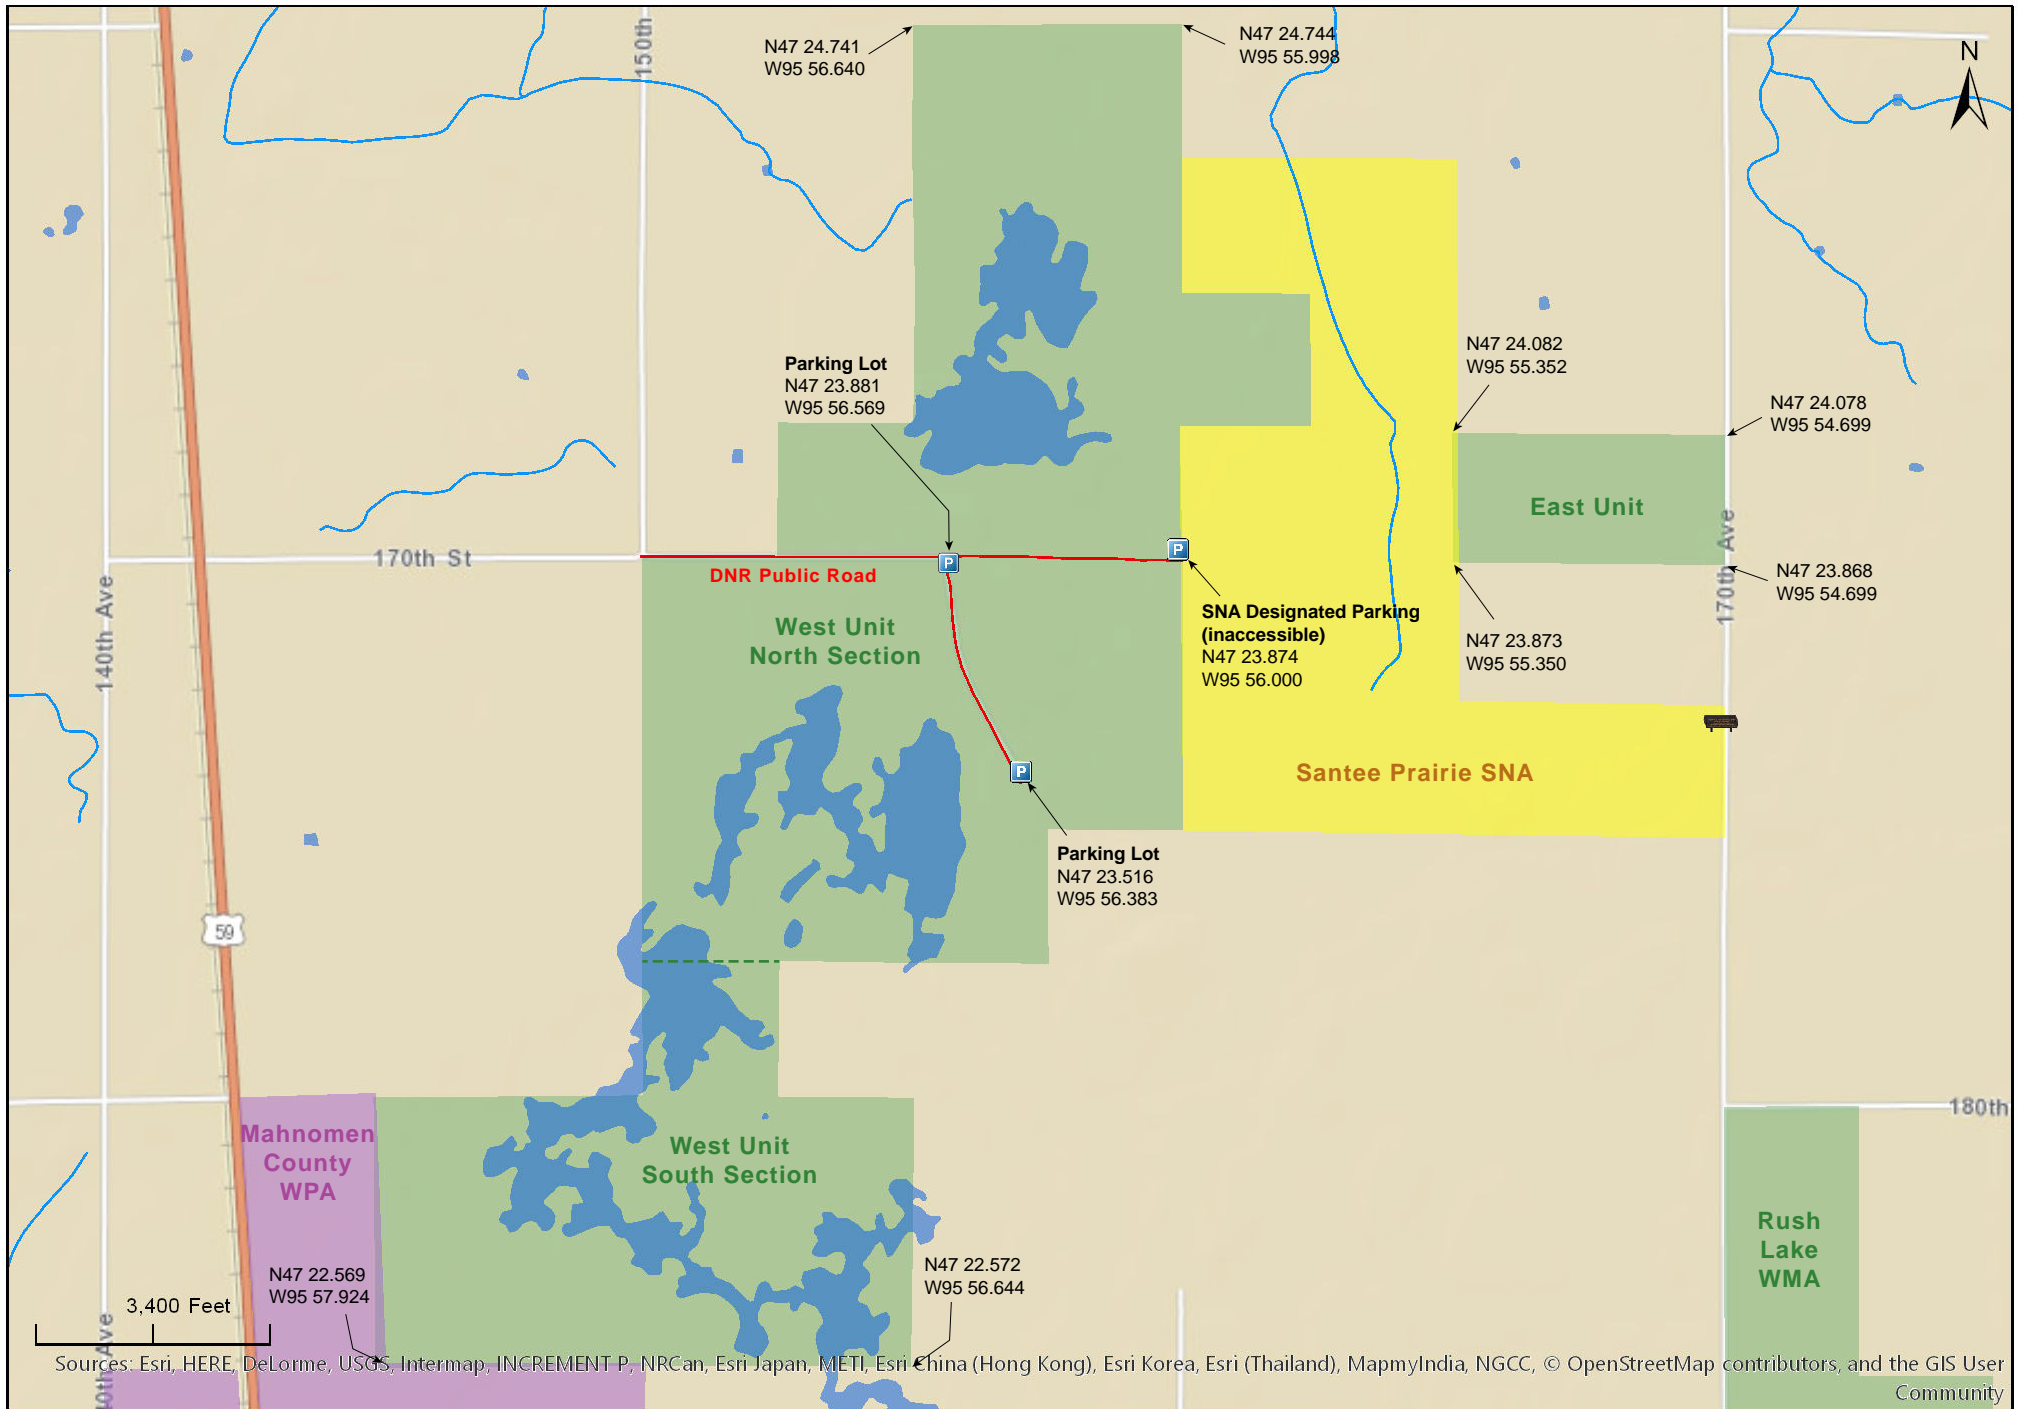 N47 24.741
W95 56.640
N47 24.744
W95 55.998
N
150th
Parking Lot
N47 23.881
W95 56.569
N47 24.082
W95 55.352
N47 24.078
W95 54.699
East Unit
170th St
DNR Public Road
P
P
N47 23.868
W95 54.699
170th Ave
140th Ave
SNA Designated Parking
(inaccessible)
N47 23.874
W95 56.000
N47 23.873
W95 55.350
West Unit
North Section
P
Santee Prairie SNA
Parking Lot
N47 23.516
W95 56.383
59
180th
Mahnomen
County
WPA
West Unit
South Section
Rush
Lake
WMA
N47 22.569
W95 57.924
N47 22.572
W95 56.644
3,400 Feet
Sources: Esri, HERE, DeLorme, USGS, Intermap, INCREMENT P, NRCan, Esri Japan, METI, Esri China (Hong Kong), Esri Korea, Esri (Thailand), MapmyIndia, NGCC, © OpenStreetMap contributors, and the GIS User
Community